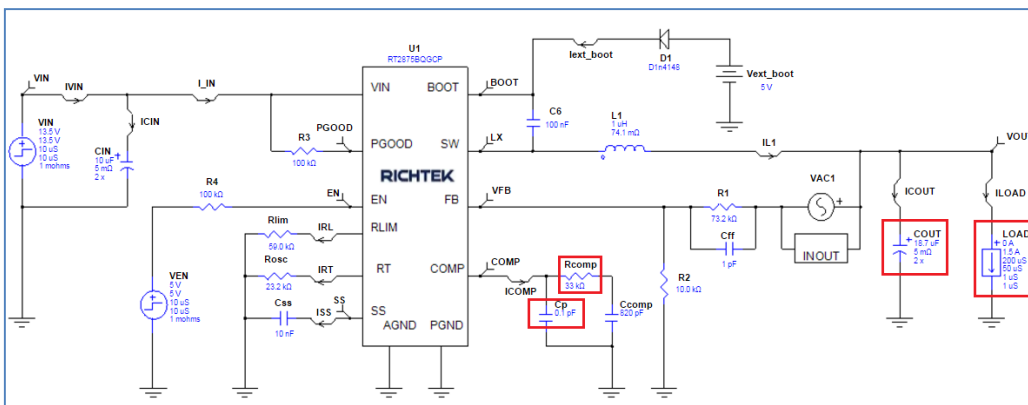 U1
RT2875BQGCP
VIN
IVIN
I_IN
VIN
13.5 V
13.5 V
10 uS
10 uS
1 mohms
ICIN
CIN
10 uF
5 mΩ
2 x
R3
100 kΩ
PGOOD
R4
100 kΩ
EN
VEN
5 V
5 V
10 uS
10 uS
1 mohms
Rlim
59.0 kΩ
IRL
Rosc
23.2 kΩ
IRT
Css
10 nF
ISS
SS
VIN
BOOT
PGOOD
SW
RICHTEK
EN
FB
RLIM
RT
COMP
SS
AGND
PGND
BOOT
Iext_boot
D1
D1n4148
Vext_boot
5 V
C6
100 nF
LX
L1
1 uH
74.1 mΩ
IL1
VOU
VFB
R1
73.2 kΩ
Cff
1 pF
VAC1
INOUT
R2
10.0 kΩ
COMP
ICOMP
Rcomp
33 kΩ
Cp
0.1 pF
Ccomp
820 pF
ICOUT
COUT
18.7 uF
5 mΩ
2 x
ILOAD
LOAD
0 A
1.5 A
200 uS
50 uS
1 uS
1 uS